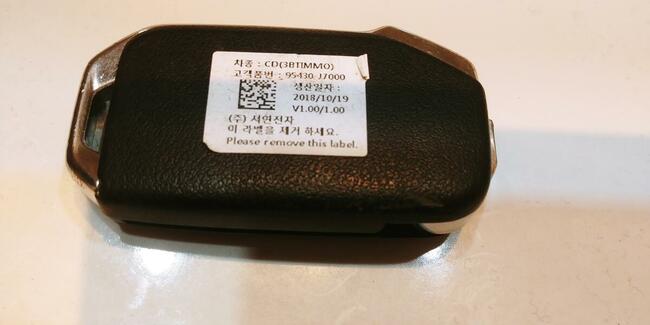 차종 : CD(3BTIMMO)
고객품번 : 95430-J7000
생산일자 :
2018/10/19
V1.00/1.00
(주) 서연전자
이 라벨을 제거 하세요.
Please remove this label.